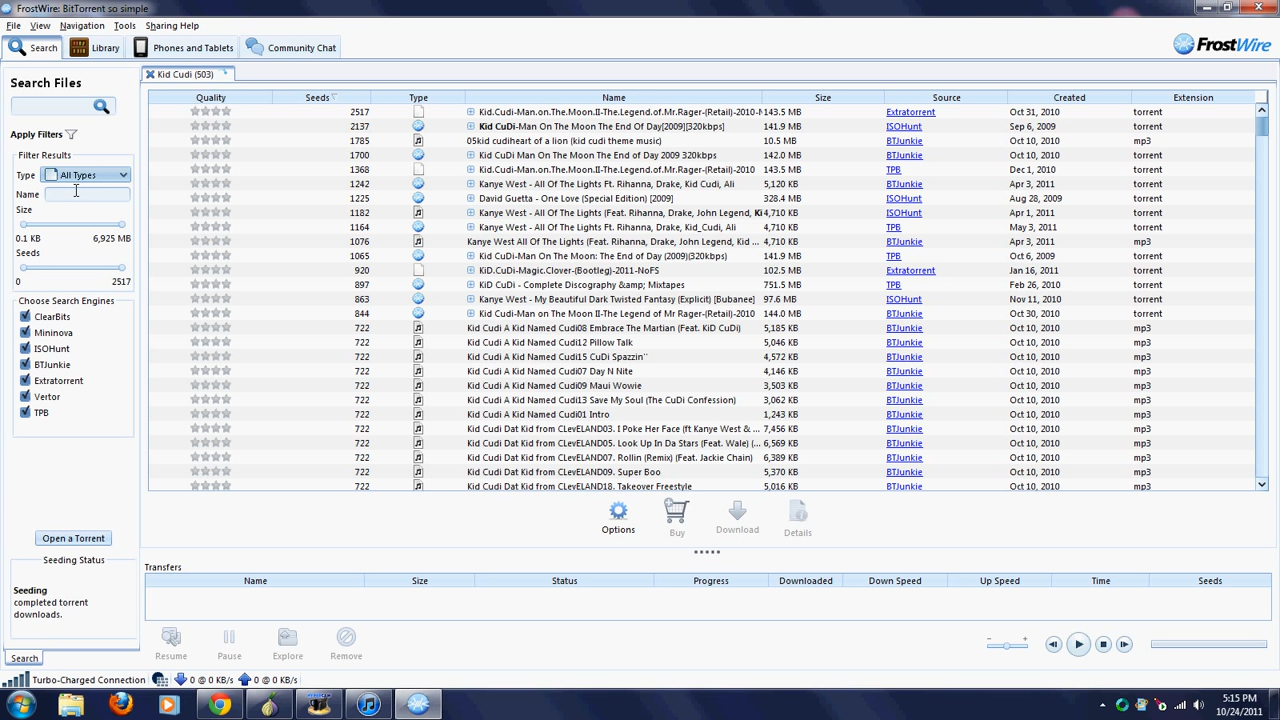 FrostWire: BitTorrent so simple
File View Navigation Tools Sharing Help
Search Library Phones and Tablets Community Chat FrostWire
Search Files
Kid Cudi (503)
Quality Seeds Type Name Size Source Created Extension
2517 Kid.Cudi-Man.on.The.Moon.II-The.Legend.of.Mr.Rager-(Retail)-2010-N 143.5 MB Extratorrent Oct 31, 2010 torrent
2137 Kid CuDi-Man On The Moon The End Of Day[2009][320kbps] 141.9 MB ISOHunt Sep 6, 2009 torrent
1785 05kid cudiheart of a lion (kid cudi theme music) 10.5 MB BTJunkie Oct 10, 2010 mp3
1700 Kid CuDi Man On The Moon The End of Day 2009 320kbps 142.0 MB BTJunkie Oct 10, 2010 torrent
1368 Kid.Cudi-Man.on.The.Moon.II-The.Legend.of.Mr.Rager-(Retail)-2010 143.5 MB TPB Dec 1, 2010 torrent
1242 Kanye West - All Of The Lights Ft. Rihanna, Drake, Kid Cudi, Ali 5,120 KB BTJunkie Apr 3, 2011 torrent
1225 David Guetta - One Love (Special Edition) [2009] 328.4 MB ISOHunt Aug 28, 2009 torrent
1182 Kanye West - All Of The Lights (Feat. Rihanna, Drake, John Legend, Ki 4,710 KB ISOHunt Apr 1, 2011 torrent
1164 Kanye West - All Of The Lights Ft. Rihanna, Drake, Kid_Cudi, Ali 4,710 KB TPB May 3, 2011 torrent
1076 Kanye West All Of The Lights (Feat. Rihanna, Drake, John Legend, Kid ... 4,710 KB BTJunkie Apr 3, 2011 mp3
1065 Kid CuDi-Man On The Moon: The End of Day (2009)(320kbps) 141.9 MB TPB Oct 6, 2009 torrent
920 KiD.CuDi-Magic.Clover-(Bootleg)-2011-NoFS 102.5 MB Extratorrent Jan 16, 2011 torrent
897 KiD CuDi - Complete Discography &amp; Mixtapes 751.5 MB TPB Feb 26, 2010 torrent
863 Kanye West - My Beautiful Dark Twisted Fantasy (Explicit) [Bubanee] 97.6 MB ISOHunt Nov 11, 2010 torrent
844 Kid Cudi-Man On The Moon II-The Legend of Mr Rager-2010 144.0 MB BTJunkie Oct 30, 2010 torrent
722 Kid Cudi A Kid Named Cudi08 Embrace The Martian (Feat. KiD CuDi) 5,185 KB BTJunkie Oct 10, 2010 mp3
722 Kid Cudi A Kid Named Cudi12 Pillow Talk 5,046 KB BTJunkie Oct 10, 2010 mp3
722 Kid Cudi A Kid Named Cudi15 CuDi Spazzin`` 4,572 KB BTJunkie Oct 10, 2010 mp3
722 Kid Cudi A Kid Named Cudi07 Day N Nite 4,146 KB BTJunkie Oct 10, 2010 mp3
722 Kid Cudi A Kid Named Cudi09 Maui Wowie 3,503 KB BTJunkie Oct 10, 2010 mp3
722 Kid Cudi A Kid Named Cudi13 Save My Soul (The CuDi Confession) 3,062 KB BTJunkie Oct 10, 2010 mp3
722 Kid Cudi A Kid Named Cudi01 Intro 1,243 KB BTJunkie Oct 10, 2010 mp3
722 Kid Cudi Dat Kid from CLevELAND03. I Poke Her Face (ft Kanye West & ... 7,456 KB BTJunkie Oct 10, 2010 mp3
722 Kid Cudi Dat Kid from CLevELAND05. Look Up In Da Stars (Feat. Wale) (... 6,569 KB BTJunkie Oct 10, 2010 mp3
722 Kid Cudi Dat Kid from CLevELAND07. Rollin (Remix) (Feat. Jackie Chain) 6,389 KB BTJunkie Oct 10, 2010 mp3
722 Kid Cudi Dat Kid from CLevELAND09. Super Boo 5,370 KB BTJunkie Oct 10, 2010 mp3
722 Kid Cudi Dat Kid from CLevELAND18. Takeover Freestyle 5,016 KB BTJunkie Oct 10, 2010 mp3
Apply Filters
Filter Results
Type All Types
Name
Size
0.1 KB 6,925 MB
Seeds
0 2517
Choose Search Engines
ClearBits
Mininova
ISOHunt
BTJunkie
Extratorrent
Vertor
TPB
Open a Torrent
Options Buy Download Details
Seeding Status
Seeding
completed torrent
downloads.
Transfers
Name Size Status Progress Downloaded Down Speed Up Speed Time Seeds
Resume Pause Explore Remove
Search
Turbo-Charged Connection 0 @ 0 KB/s 0 @ 0 KB/s
5:15 PM
10/24/2011